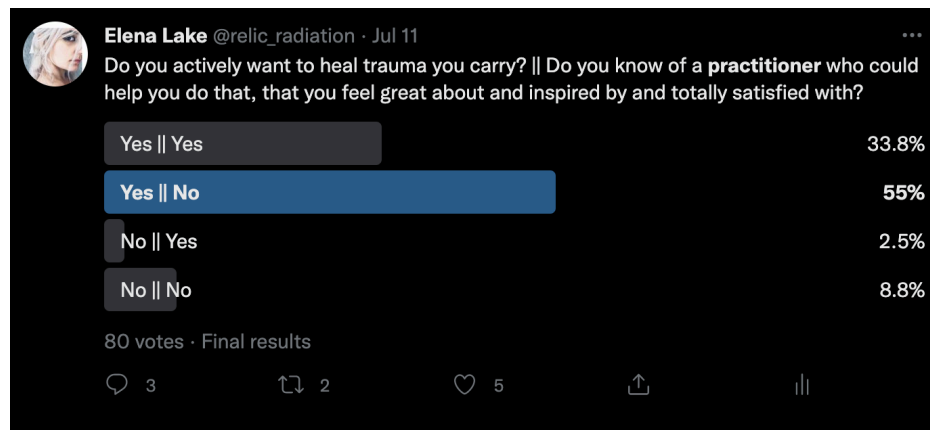 Elena Lake @relic_radiation · Jul 11
Do you actively want to heal trauma you carry? || Do you know of a practitioner who could
help you do that, that you feel great about and inspired by and totally satisfied with?
Yes || Yes 33.8%
Yes || No 55%
No || Yes 2.5%
No || No 8.8%
80 votes · Final results
3 2 5